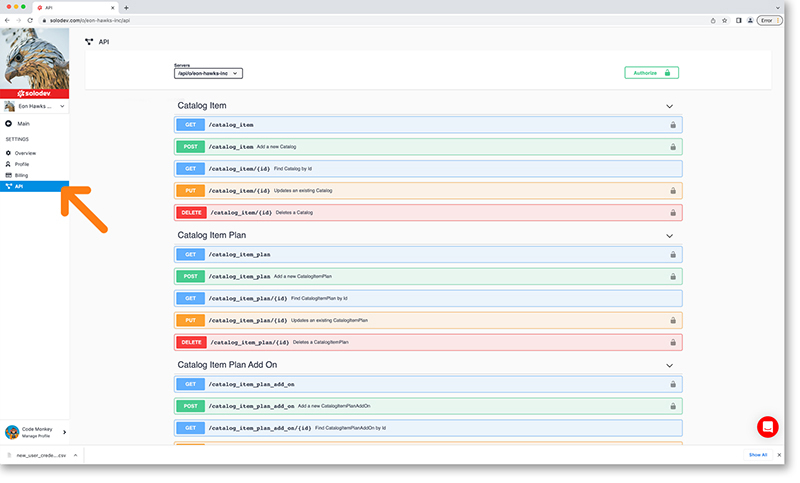 API
solodev.com/o/eon-hawks-inc/api
Error
solodev
Eon Hawks ...
Main
SETTINGS
Overview
Profile
Billing
API
Code Monkey
Manage Profile
API
Servers
/api/o/eon-hawks-inc
Authorize
Catalog Item
GET /catalog_item
POST /catalog_item Add a new Catalog
GET /catalog_item/{id} Find Catalog by Id
PUT /catalog_item/{id} Updates an existing Catalog
DELETE /catalog_item/{id} Deletes a Catalog
Catalog Item Plan
GET /catalog_item_plan
POST /catalog_item_plan Add a new CatalogItemPlan
GET /catalog_item_plan/{id} Find CatalogItemPlan by Id
PUT /catalog_item_plan/{id} Updates an existing CatalogItemPlan
DELETE /catalog_item_plan/{id} Deletes a CatalogItemPlan
Catalog Item Plan Add On
GET /catalog_item_plan_add_on
POST /catalog_item_plan_add_on Add a new CatalogItemPlanAddOn
GET /catalog_item_plan_add_on/{id} Find CatalogItemPlanAddOn by Id
new_user_crede....csv
Show All